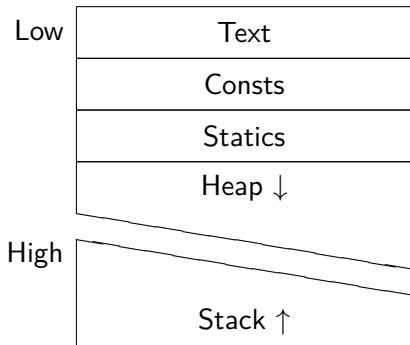 Low
Text
Consts
Statics
Heap ↓
High
Stack ↑